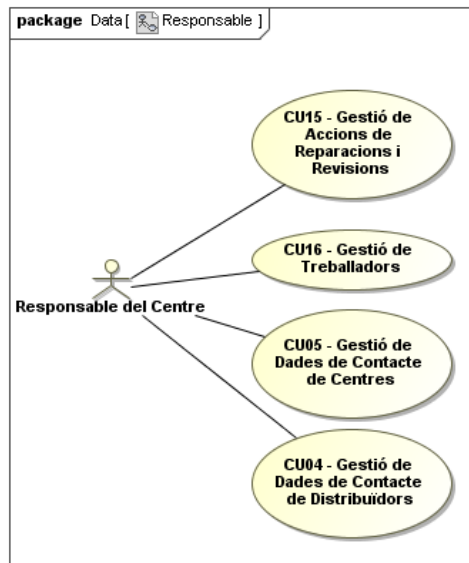 package Data [ Responsable ]
CU15 - Gestió de
Accions de
Reparacions i
Revisions
CU16 - Gestió de
Treballadors
Responsable del Centre
CU05 - Gestió de
Dades de Contacte
de Centres
CU04 - Gestió de
Dades de Contacte
de Distribuïdors